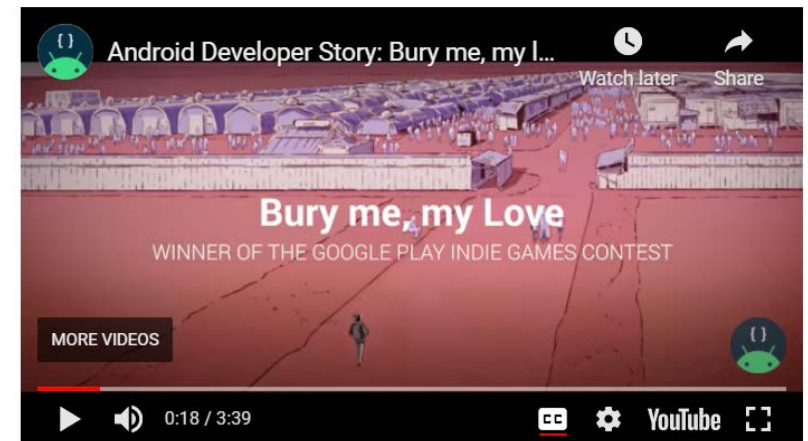 { }
Android Developer Story: Bury me, my l...
Watch later
Share
Bury me, my Love
WINNER OF THE GOOGLE PLAY INDIE GAMES CONTEST
MORE VIDEOS
{ }
0:18 / 3:39
CC
YouTube